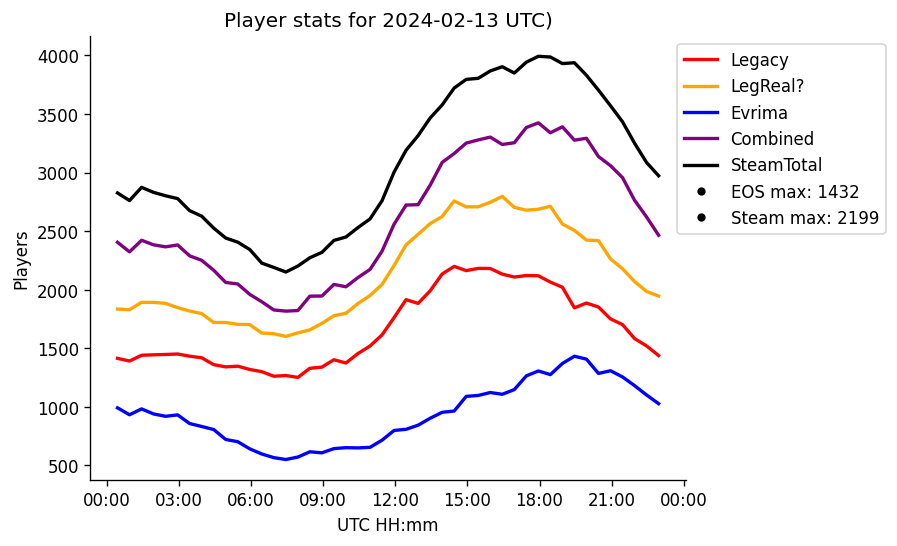 Player stats for 2024-02-13 UTC)
Players
4000
3500
3000
2500
2000
1500
1000
500
00:00 03:00 06:00 09:00 12:00 15:00 18:00 21:00 00:00
UTC HH:mm
Legacy
LegReal?
Evrima
Combined
SteamTotal
EOS max: 1432
Steam max: 2199